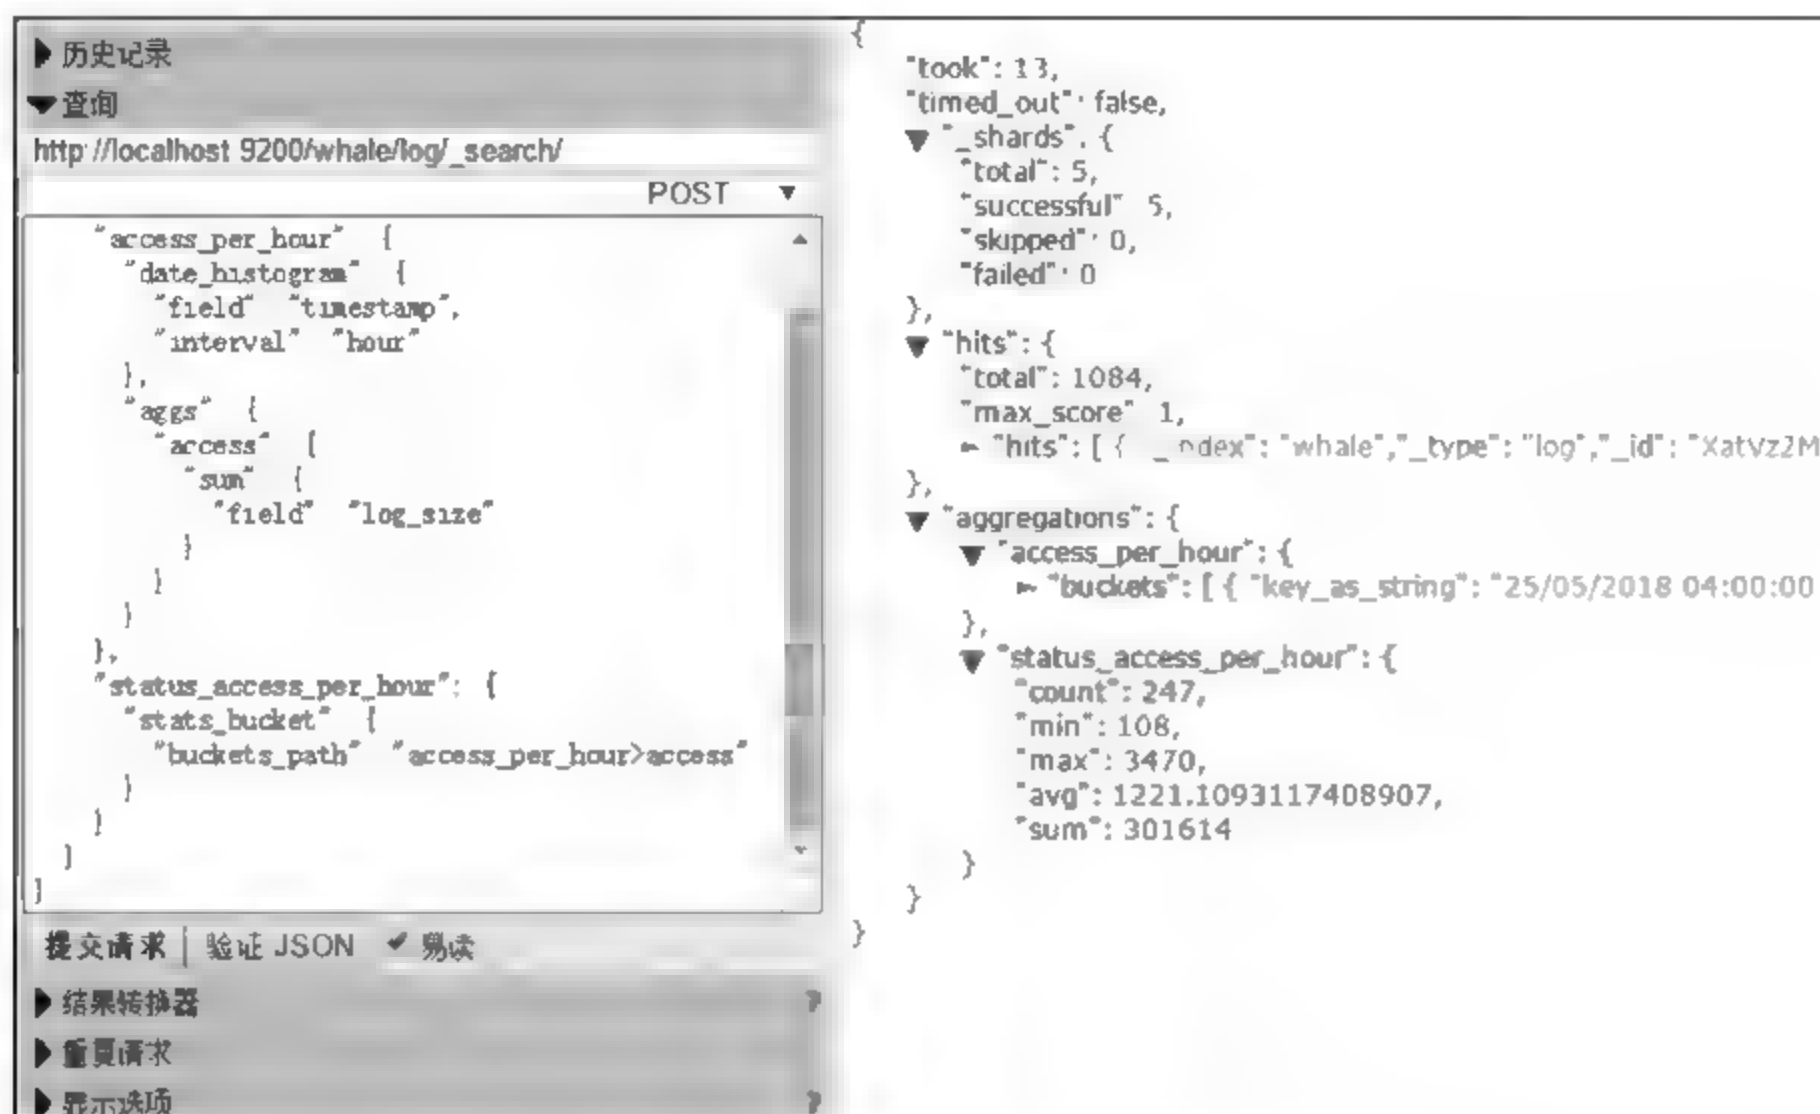 历史记录
查询
http://localhost 9200/whale/log/_search/
POST
"access_per_hour" {
"date_histogram" {
"field" "timestamp",
"interval" "hour"
},
"aggs" {
"access" {
"sum" {
"field" "log_size"
}
}
}
},
"status_access_per_hour": {
"stats_bucket" {
"buckets_path" "access_per_hour>access"
}
}
}
}
提交请求 验证 JSON ✔ 易读
结果转换器 ?
重复请求
显示选项 ?
{
"took": 13,
"timed_out": false,
"_shards": {
"total": 5,
"successful" 5,
"skipped": 0,
"failed": 0
},
"hits": {
"total": 1084,
"max_score" 1,
"hits": [ { _index": "whale","_type": "log","_id": "XatVz2M
},
"aggregations": {
"access_per_hour": {
"buckets": [ { "key_as_string": "25/05/2018 04:00:00
},
"status_access_per_hour": {
"count": 247,
"min": 108,
"max": 3470,
"avg": 1221.1093117408907,
"sum": 301614
}
}
}